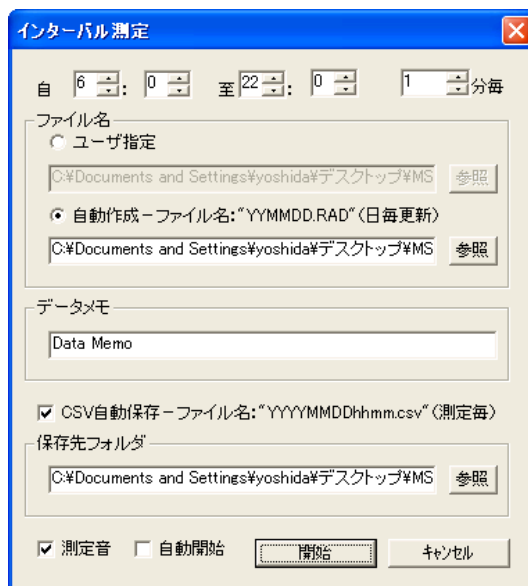 インターバル測定
自 6 : 0 至 22 : 0 1 分毎
ファイル名
ユーザ指定
C:¥Documents and Settings¥yoshida¥デスクトップ¥MS 参照
自動作成-ファイル名:"YYMMDD.RAD"(日毎更新)
C:¥Documents and Settings¥yoshida¥デスクトップ¥MS 参照
データメモ
Data Memo
CSV自動保存-ファイル名:"YYYYMMDDhhmm.csv"(測定毎)
保存先フォルダ
C:¥Documents and Settings¥yoshida¥デスクトップ¥MS 参照
測定音 自動開始 開始 キャンセル